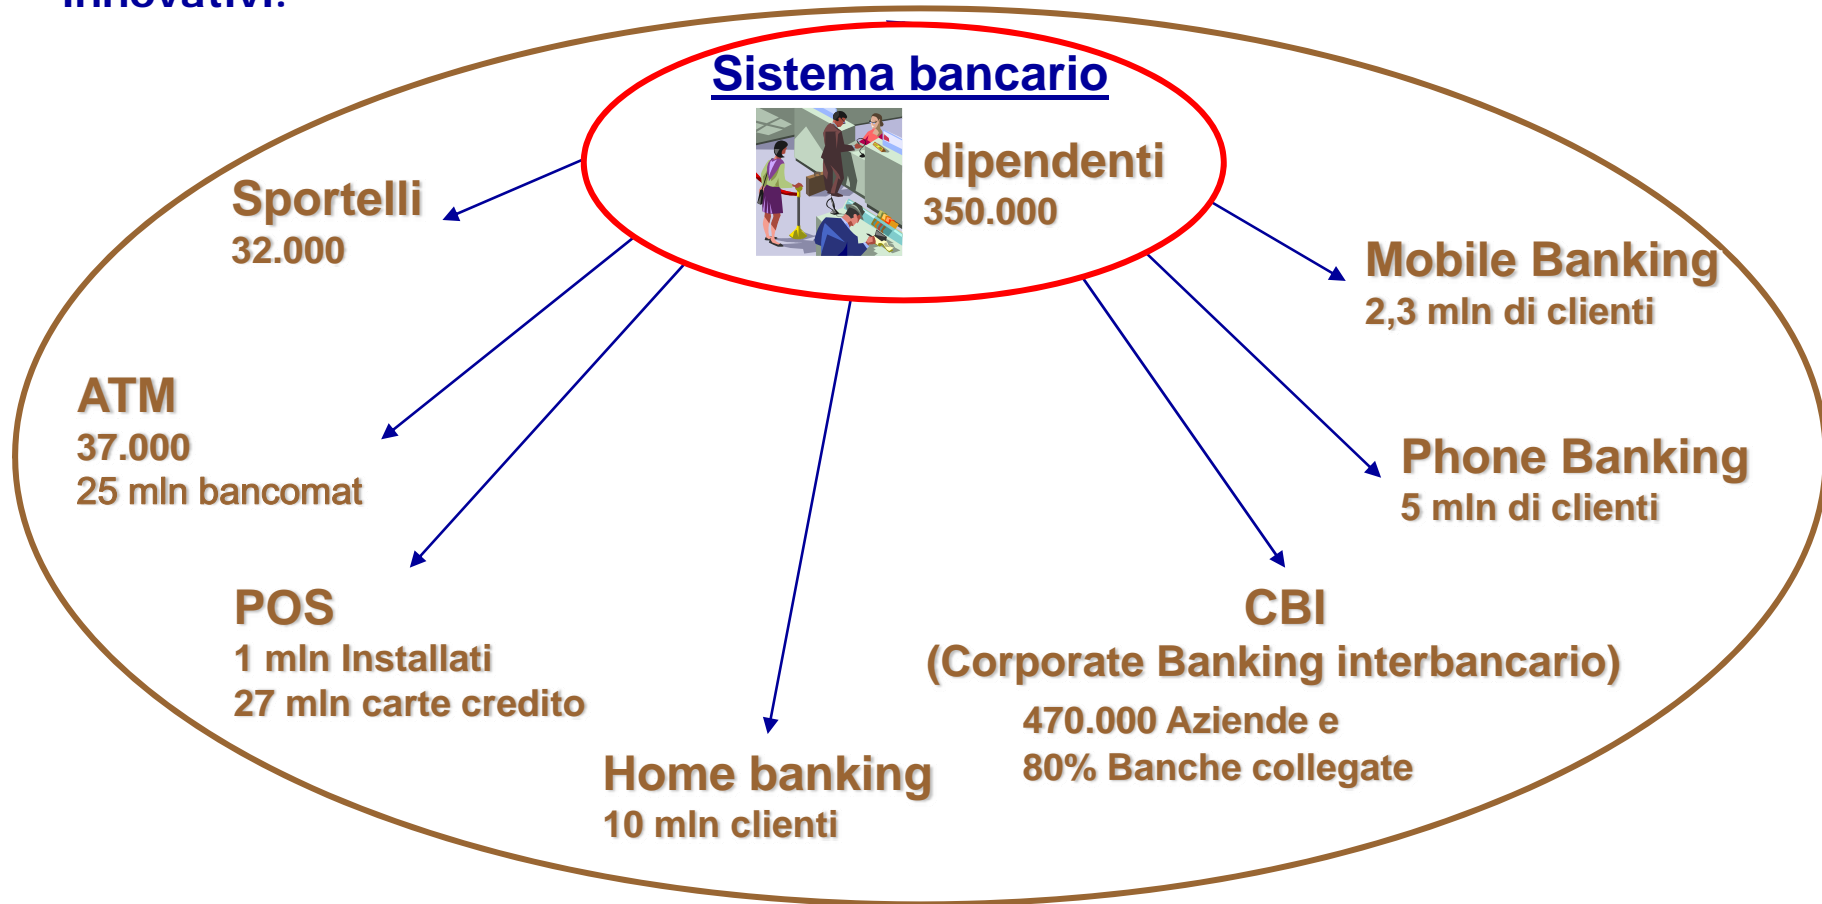 innovativi.
Sistema bancario
dipendenti
350.000
Sportelli
32.000
Mobile Banking
2,3 mln di clienti
ATM
37.000
25 mln bancomat
Phone Banking
5 mln di clienti
POS
1 mln Installati
27 mln carte credito
CBI
(Corporate Banking interbancario)
470.000 Aziende e
80% Banche collegate
Home banking
10 mln clienti